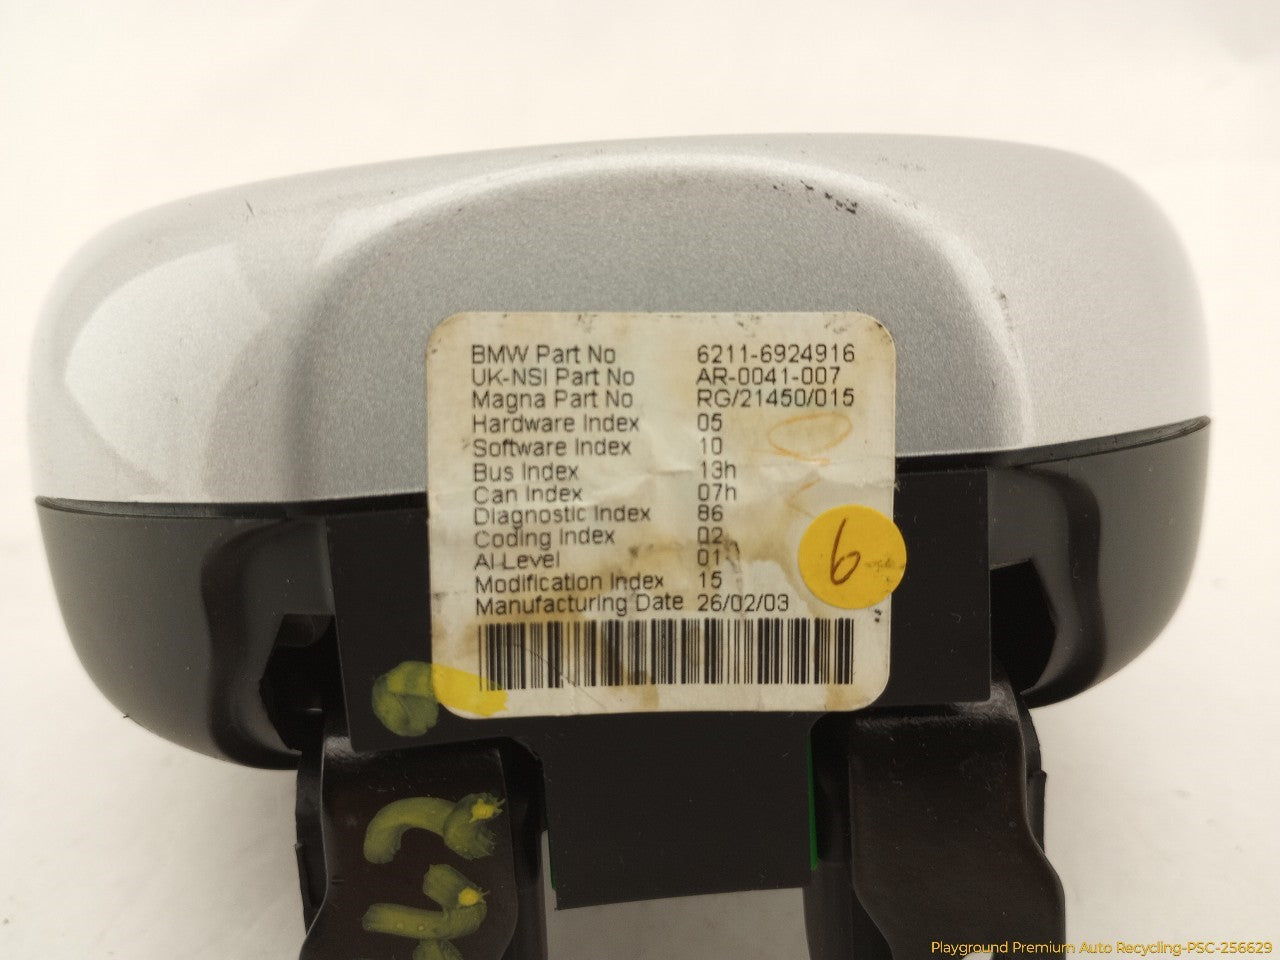 BMW Part No 6211-6924916
UK-NSI Part No AR-0041-007
Magna Part No RG/21450/015
Hardware Index 05
Software Index 10
Bus Index 13h
Can Index 07h
Diagnostic Index 86
Coding Index 02
AI Level 01
Modification Index 15
Manufacturing Date 26/02/03
6
Playground Premium Auto Recycling-PSC-256629